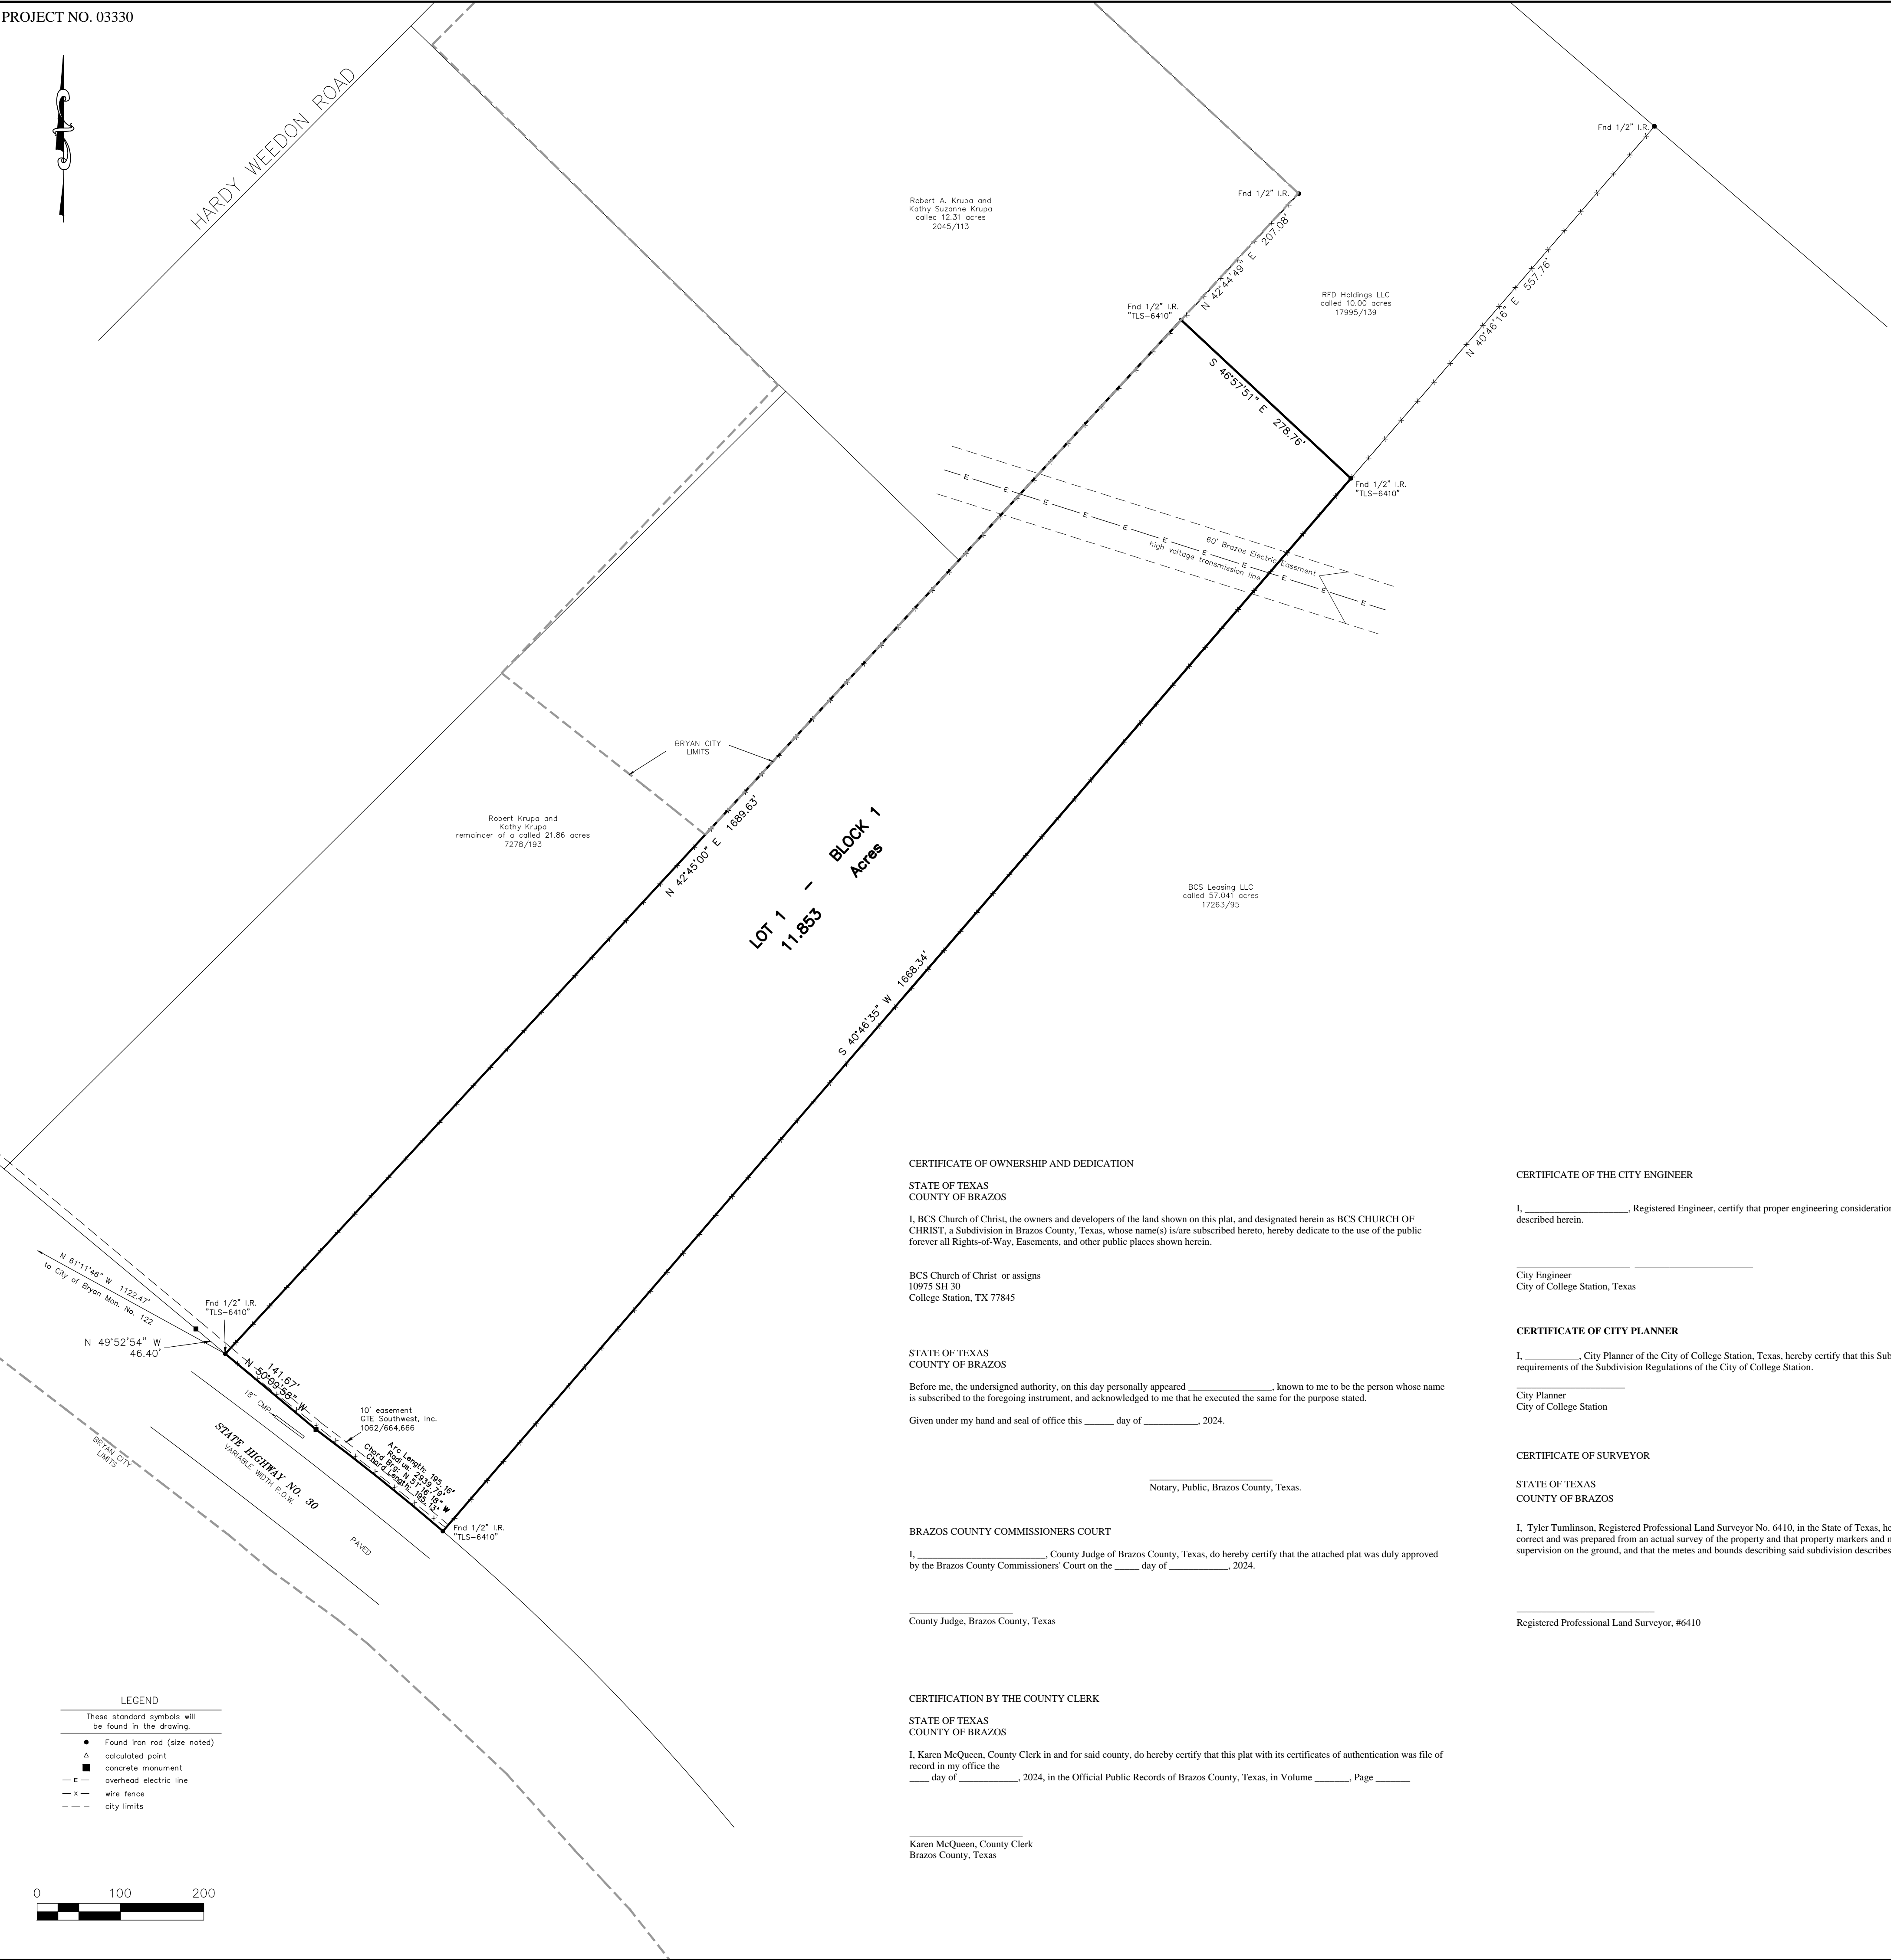 PROJECT NO. 03330
HARDY WEEDON ROAD
Fnd 1/2" I.R.
Fnd 1/2" I.R.
Robert A. Krupa and
Kathy Suzanne Krupa
called 12.31 acres
2045/113
N 42°44'49" E 207.08'
RFD Holdings LLC
called 10.00 acres
17995/139
N 40°46'16" E 557.76'
Fnd 1/2" I.R.
"TLS-6410"
S 46°57'51" E 278.76'
Fnd 1/2" I.R.
"TLS-6410"
E E E E E E E E E E E
60' Brazos Electric Easement
high voltage transmission line
BRYAN CITY
LIMITS
Robert Krupa and
Kathy Krupa
remainder of a called 21.86 acres
7278/193
N 42°45'00" E 1689.63'
LOT 1 - BLOCK 1
11.853 Acres
BCS Leasing LLC
called 57.041 acres
17263/95
S 40°46'35" W 1668.34'
N 61°11'46" W 1122.47'
to City of Bryan Mon. No. 122
Fnd 1/2" I.R.
"TLS-6410"
N 49°52'54" W
46.40'
141.67'
N 50°09'58" W
18" CMP
10' easement
GTE Southwest, Inc.
1062/664,666
Arc Length: 195.16'
Radius: 2939.79'
Chord Brg: N 51°16'18" W
Chord Length: 195.13'
STATE HIGHWAY NO. 30
VARIABLE WIDTH R.O.W.
BRYAN CITY
LIMITS
PAVED
Fnd 1/2" I.R.
"TLS-6410"
LEGEND
These standard symbols will
be found in the drawing.
Found iron rod (size noted)
calculated point
concrete monument
E overhead electric line
x wire fence
city limits
0 100 200
CERTIFICATE OF OWNERSHIP AND DEDICATION
STATE OF TEXAS
COUNTY OF BRAZOS
I, BCS Church of Christ, the owners and developers of the land shown on this plat, and designated herein as BCS CHURCH OF
CHRIST, a Subdivision in Brazos County, Texas, whose name(s) is/are subscribed hereto, hereby dedicate to the use of the public
forever all Rights-of-Way, Easements, and other public places shown herein.
BCS Church of Christ or assigns
10975 SH 30
College Station, TX 77845
STATE OF TEXAS
COUNTY OF BRAZOS
Before me, the undersigned authority, on this day personally appeared _________________, known to me to be the person whose name
is subscribed to the foregoing instrument, and acknowledged to me that he executed the same for the purpose stated.
Given under my hand and seal of office this ______ day of ___________, 2024.
Notary, Public, Brazos County, Texas.
BRAZOS COUNTY COMMISSIONERS COURT
I, __________________________, County Judge of Brazos County, Texas, do hereby certify that the attached plat was duly approved
by the Brazos County Commissioners' Court on the _____ day of ____________, 2024.
County Judge, Brazos County, Texas
CERTIFICATION BY THE COUNTY CLERK
STATE OF TEXAS
COUNTY OF BRAZOS
I, Karen McQueen, County Clerk in and for said county, do hereby certify that this plat with its certificates of authentication was file of
record in my office the
____ day of ____________, 2024, in the Official Public Records of Brazos County, Texas, in Volume _______, Page _______
Karen McQueen, County Clerk
Brazos County, Texas
CERTIFICATE OF THE CITY ENGINEER
I, _____________________, Registered Engineer, certify that proper engineering consideration
described herein.
City Engineer
City of College Station, Texas
CERTIFICATE OF CITY PLANNER
I, ___________, City Planner of the City of College Station, Texas, hereby certify that this Sub
requirements of the Subdivision Regulations of the City of College Station.
City Planner
City of College Station
CERTIFICATE OF SURVEYOR
STATE OF TEXAS
COUNTY OF BRAZOS
I, Tyler Tumlinson, Registered Professional Land Surveyor No. 6410, in the State of Texas, he
correct and was prepared from an actual survey of the property and that property markers and
supervision on the ground, and that the metes and bounds describing said subdivision describes
Registered Professional Land Surveyor, #6410